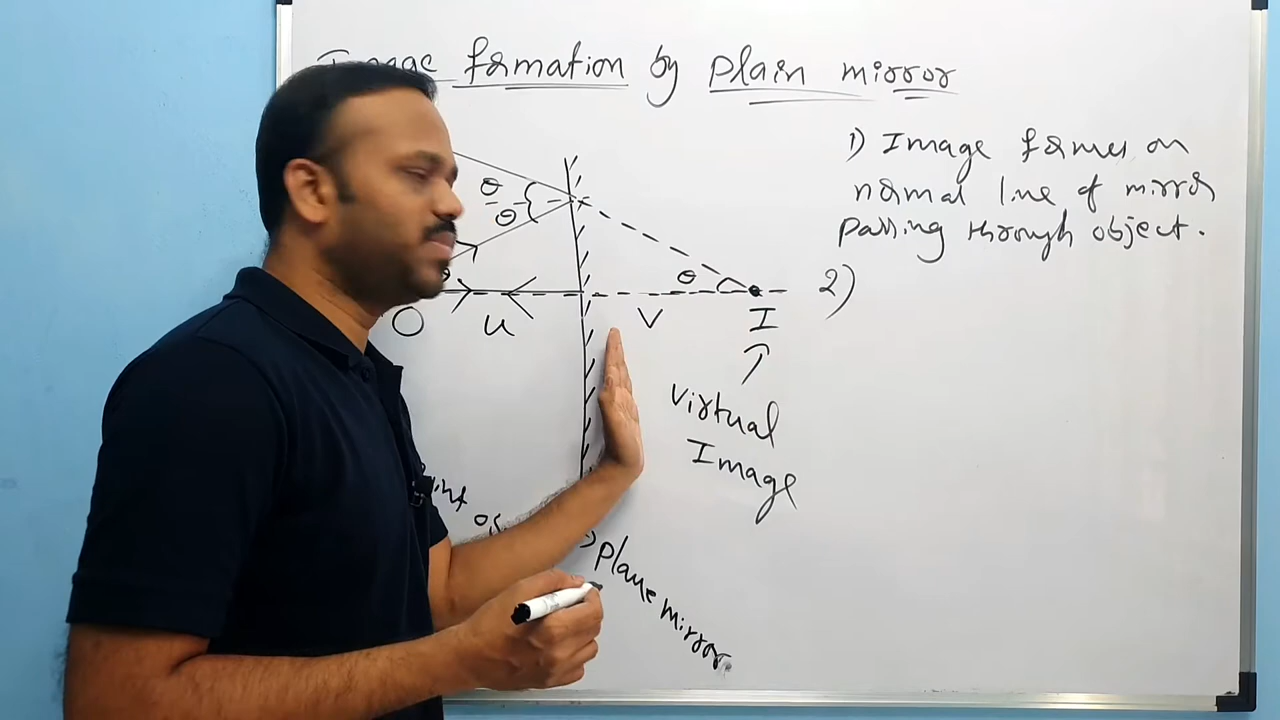 Image formation by plain mirror
1) Image forms on
normal line of mirror
passing through object.
2)
θ
θ
θ
O
u
v
I
Virtual
Image
plane mirror